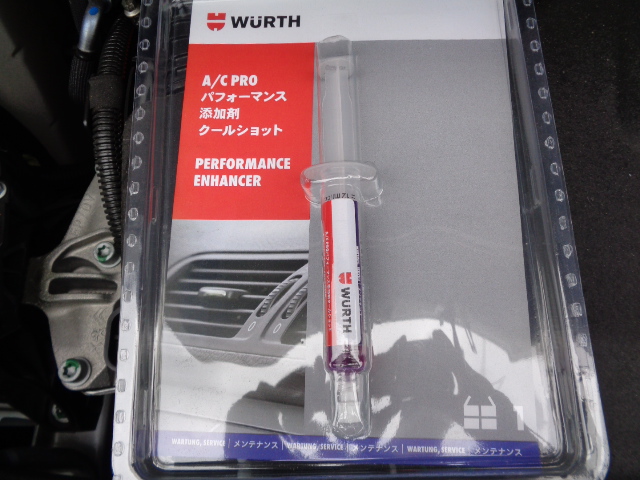 WÜRTH
A/C PRO
パフォーマンス
添加剤
クールショット
PERFORMANCE
ENHANCER
WÜRTH
1
WARTUNG, SERVICE | メンテナンス | WARTUNG, SERVICE | メンテナンス | WARTUNG, SERVICE | メンテナンス